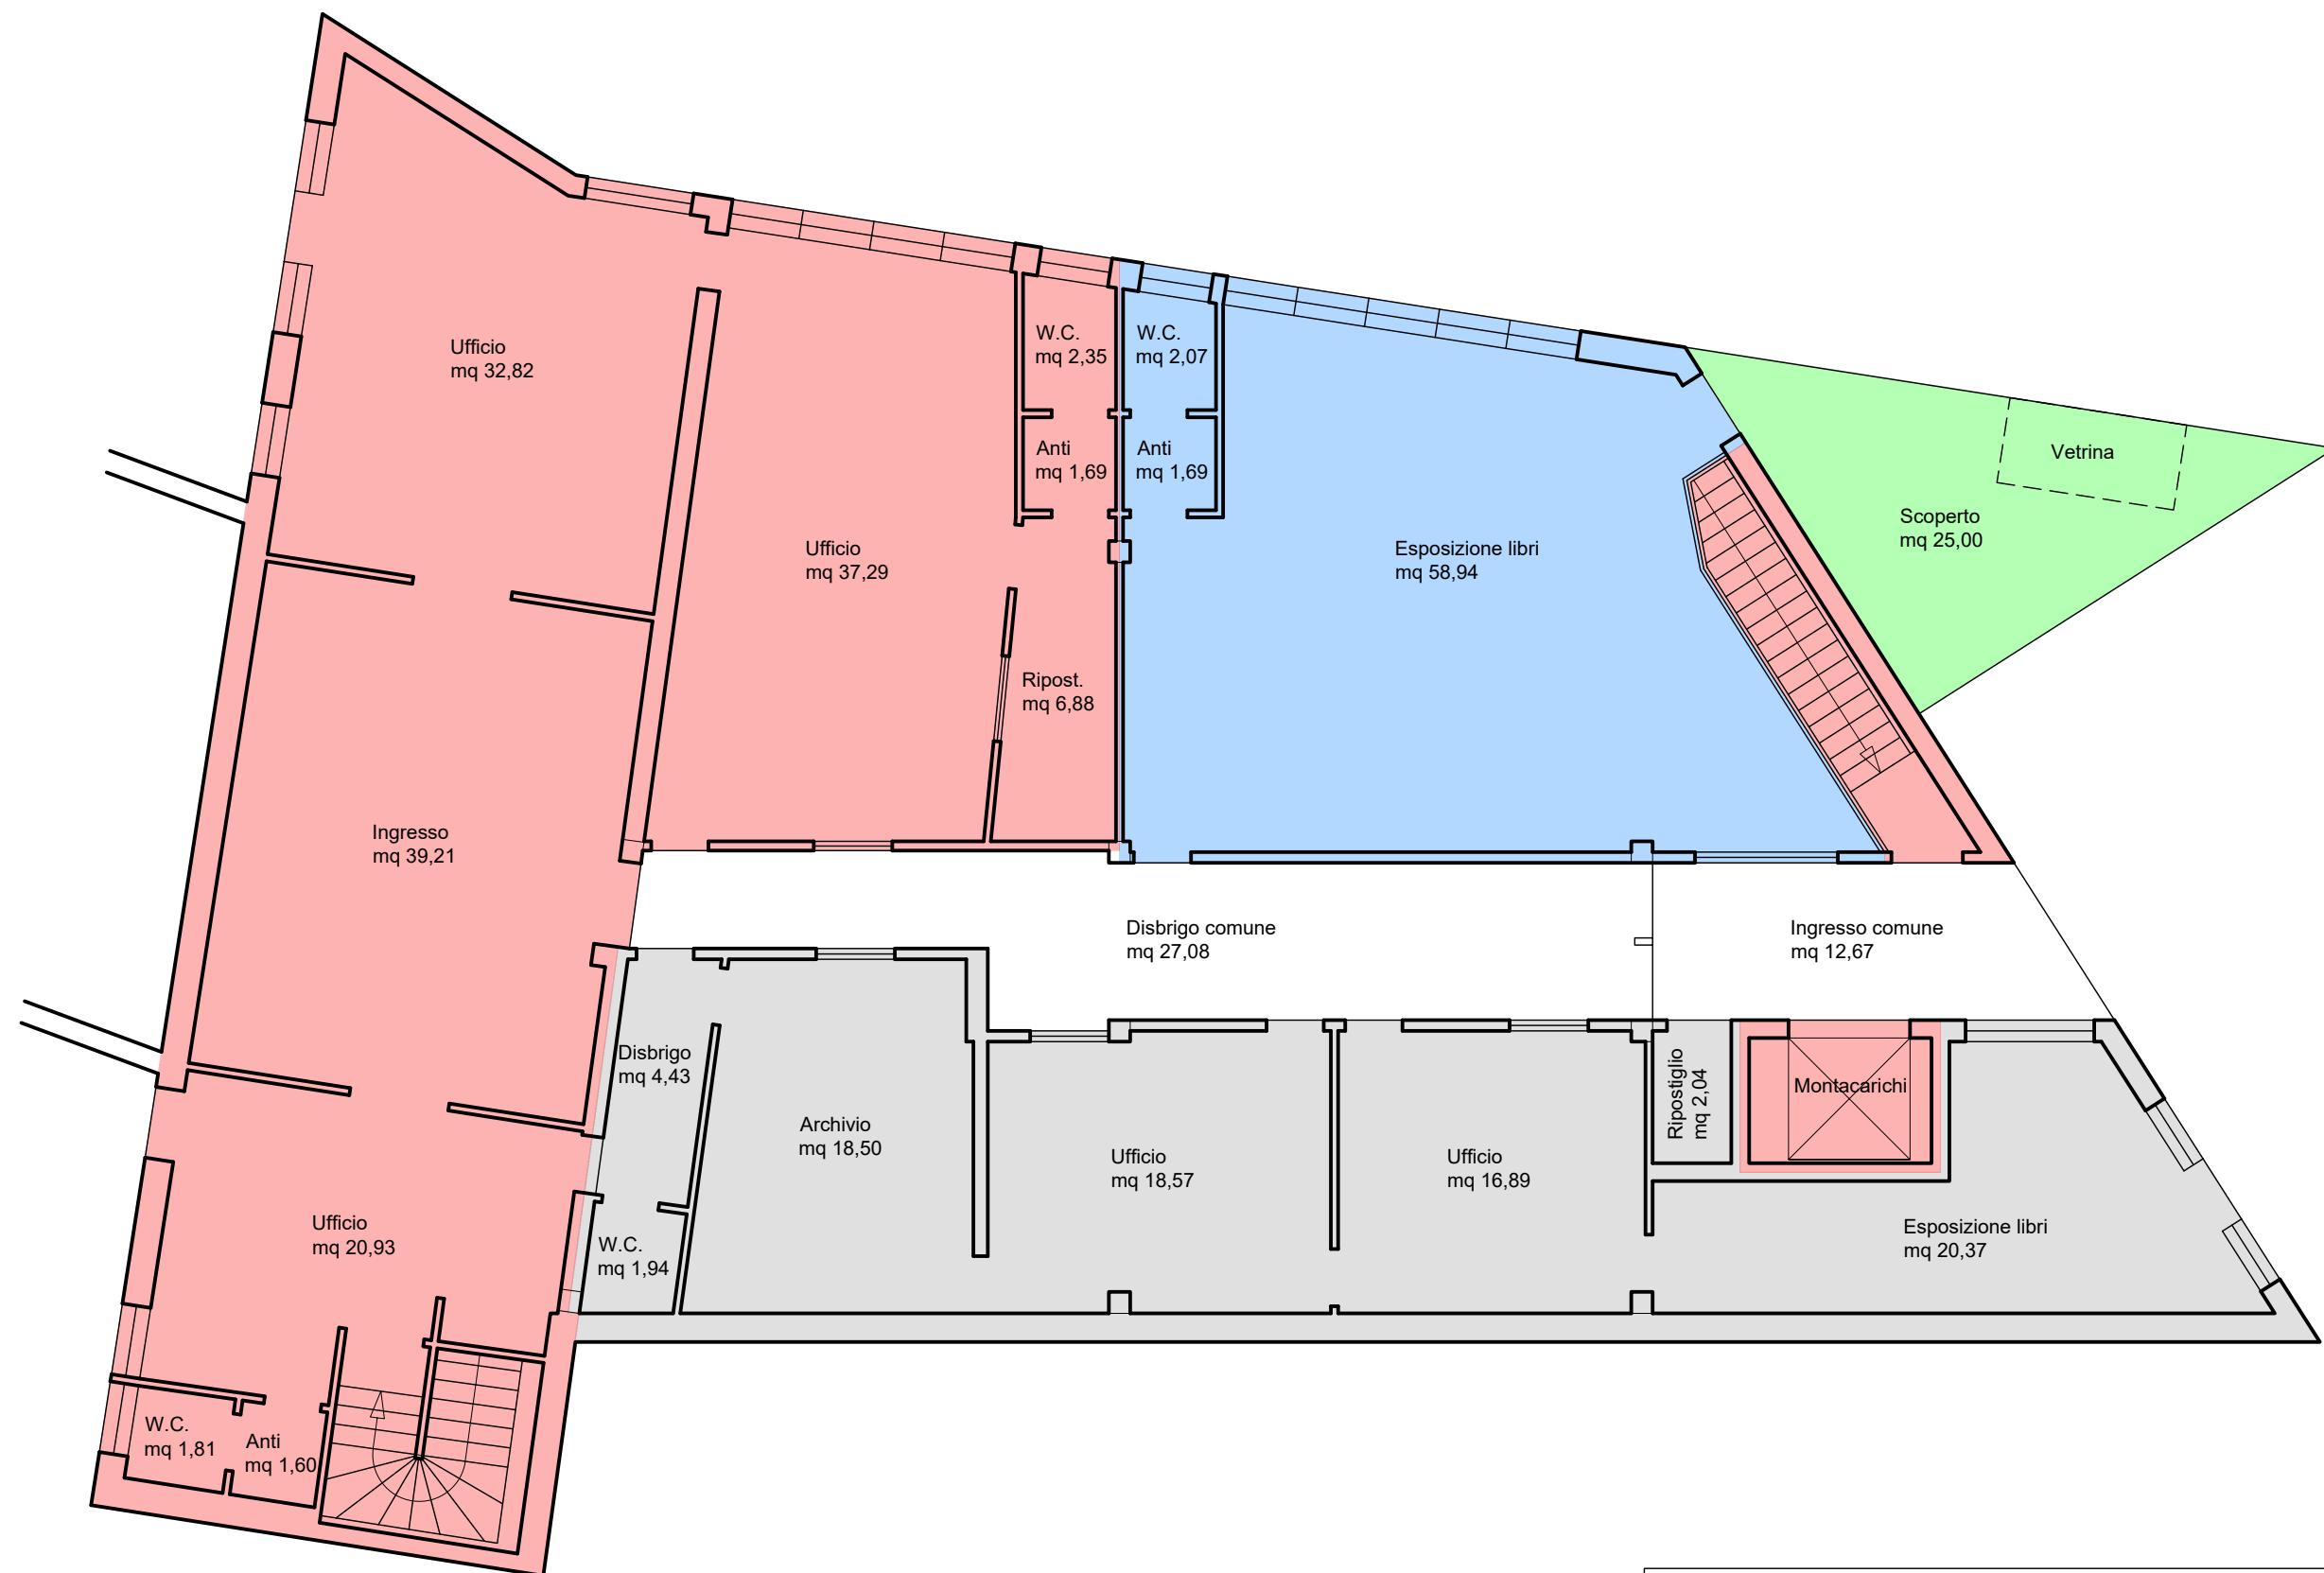 Ufficio
mq 32,82
W.C.
mq 2,35
W.C.
mq 2,07
Anti
mq 1,69
Anti
mq 1,69
Vetrina
Scoperto
mq 25,00
Ufficio
mq 37,29
Esposizione libri
mq 58,94
Ripost.
mq 6,88
Ingresso
mq 39,21
Disbrigo comune
mq 27,08
Ingresso comune
mq 12,67
Disbrigo
mq 4,43
Archivio
mq 18,50
Ufficio
mq 18,57
Ufficio
mq 16,89
Ripostiglio
mq 2,04
Montacarichi
Esposizione libri
mq 20,37
Ufficio
mq 20,93
W.C.
mq 1,94
W.C.
mq 1,81
Anti
mq 1,60